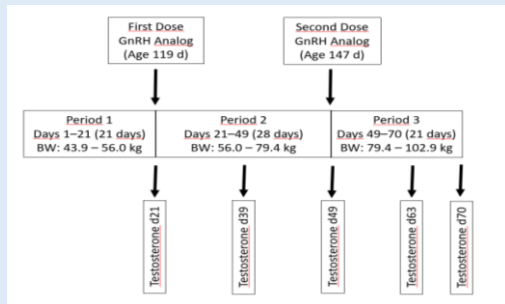 First Dose
GnRH Analog
(Age 119 d)
Second Dose
GnRH Analog
(Age 147 d)
Period 1
Days 1–21 (21 days)
BW: 43.9 – 56.0 kg
Period 2
Days 21–49 (28 days)
BW: 56.0 – 79.4 kg
Period 3
Days 49–70 (21 days)
BW: 79.4 – 102.9 kg
Testosterone d21
Testosterone d39
Testosterone d49
Testosterone d63
Testosterone d70